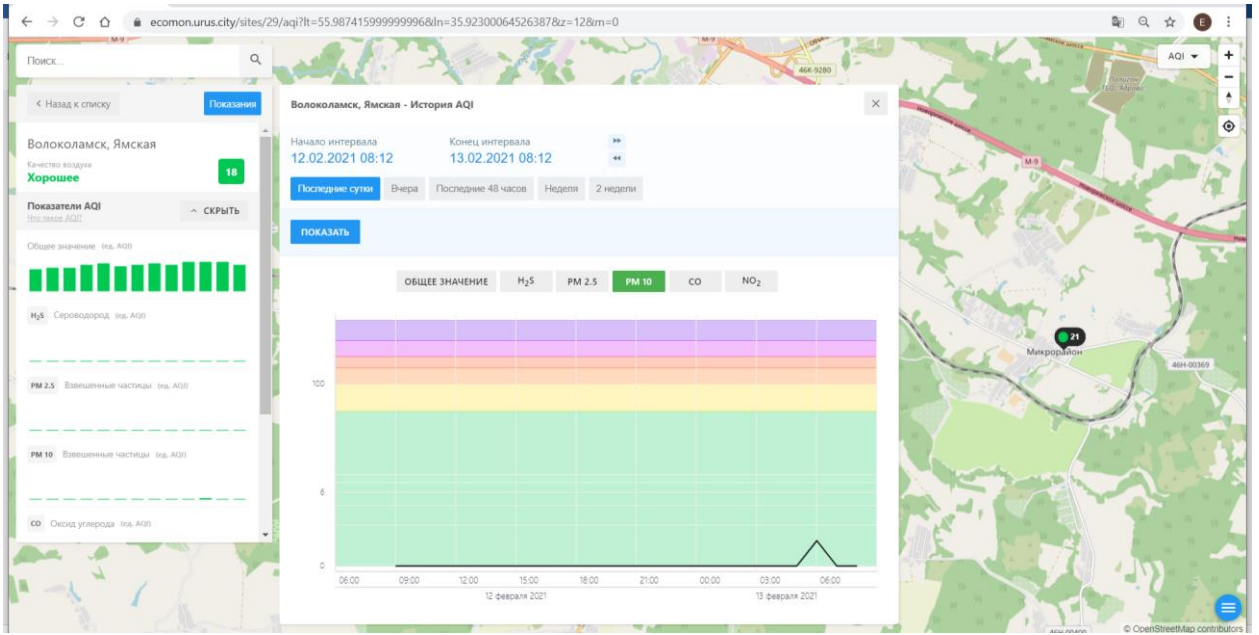 ecomon.urus.city/sites/29/aqi?lt=55.987415999999996&ln=35.92300064526387&z=12&m=0
E
Поиск...
М-9
М-9
46К-9280
AQI
Назад к списку
Показания
Волоколамск, Ямская
Качество воздуха
Хорошее
18
Показатели AQI
Что такое AQI?
СКРЫТЬ
Общее значение (ед. AQI)
H₂S Сероводород (ед. AQI)
PM 2.5 Взвешенные частицы (ед. AQI)
PM 10 Взвешенные частицы (ед. AQI)
CO Оксид углерода (ед. AQI)
Волоколамск, Ямская - История AQI
Начало интервала
Конец интервала
12.02.2021 08:12
13.02.2021 08:12
Последние сутки Вчера Последние 48 часов Неделя 2 недели
ПОКАЗАТЬ
ОБЩЕЕ ЗНАЧЕНИЕ H₂S PM 2.5 PM 10 CO NO₂
100
6
0
06:00 09:00 12:00 15:00 18:00 21:00 00:00 03:00 06:00
12 февраля 2021
13 февраля 2021
М-9
21
Микрорайон
46Н-00369
46Н-00400
© OpenStreetMap contributors